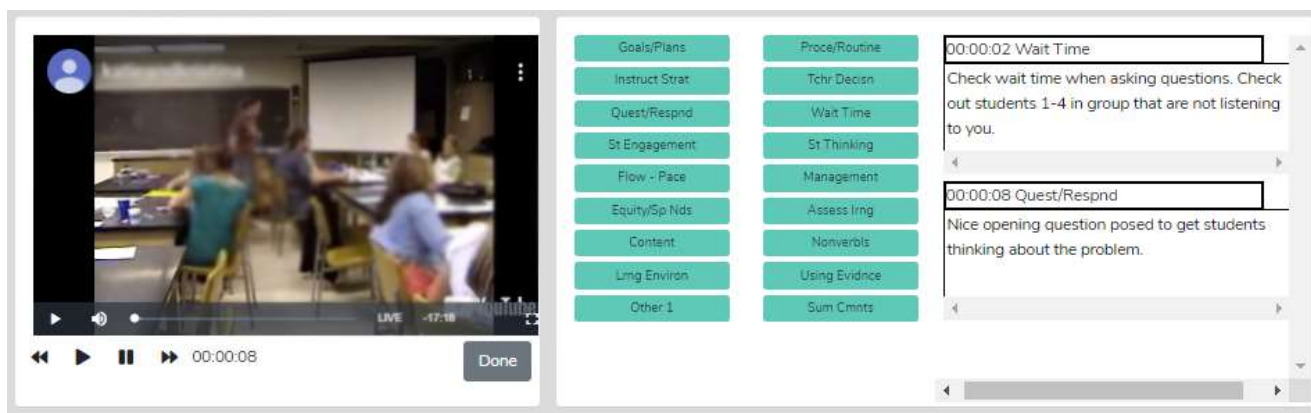 LIVE
-17:18
00:00:08
Done
Goals/Plans
Instruct Strat
Quest/Respnd
St Engagement
Flow - Pace
Equity/Sp Nds
Content
Lrng Environ
Other 1
Proce/Routine
Tchr Decisn
Wait Time
St Thinking
Management
Assess lrng
Nonverbls
Using Evidnce
Sum Cmnts
00:00:02 Wait Time
Check wait time when asking questions. Check
out students 1-4 in group that are not listening
to you.
00:00:08 Quest/Respnd
Nice opening question posed to get students
thinking about the problem.